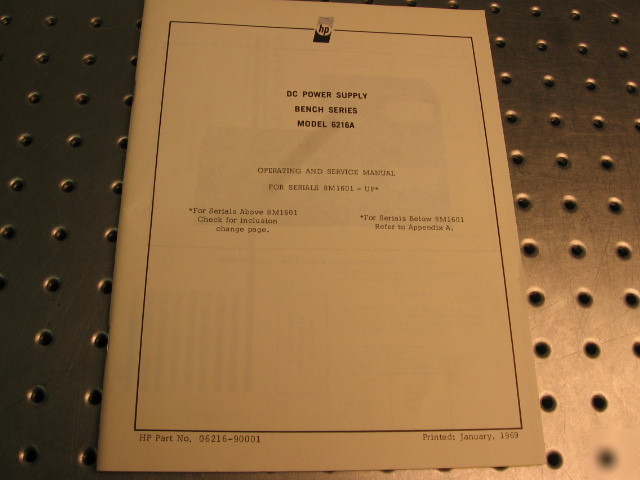 hp
DC POWER SUPPLY
BENCH SERIES
MODEL 6216A
OPERATING AND SERVICE MANUAL
FOR SERIALS 8M1601 - UP*
*For Serials Above 8M1601
Check for inclusion
change page.
*For Serials Below 8M1601
Refer to Appendix A.
HP Part No. 06216-90001
Printed: January, 1969